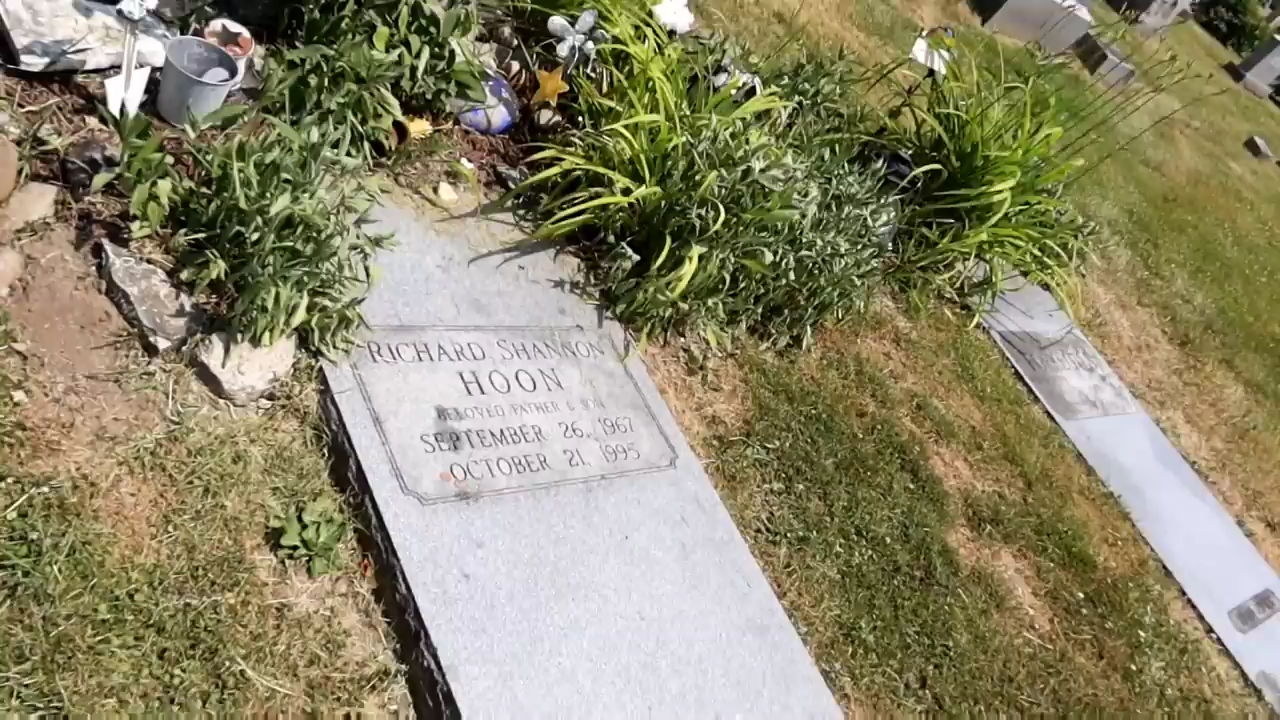 RICHARD SHANNON
HOON
BELOVED FATHER & SON
SEPTEMBER 26, 1967
OCTOBER 21, 1995